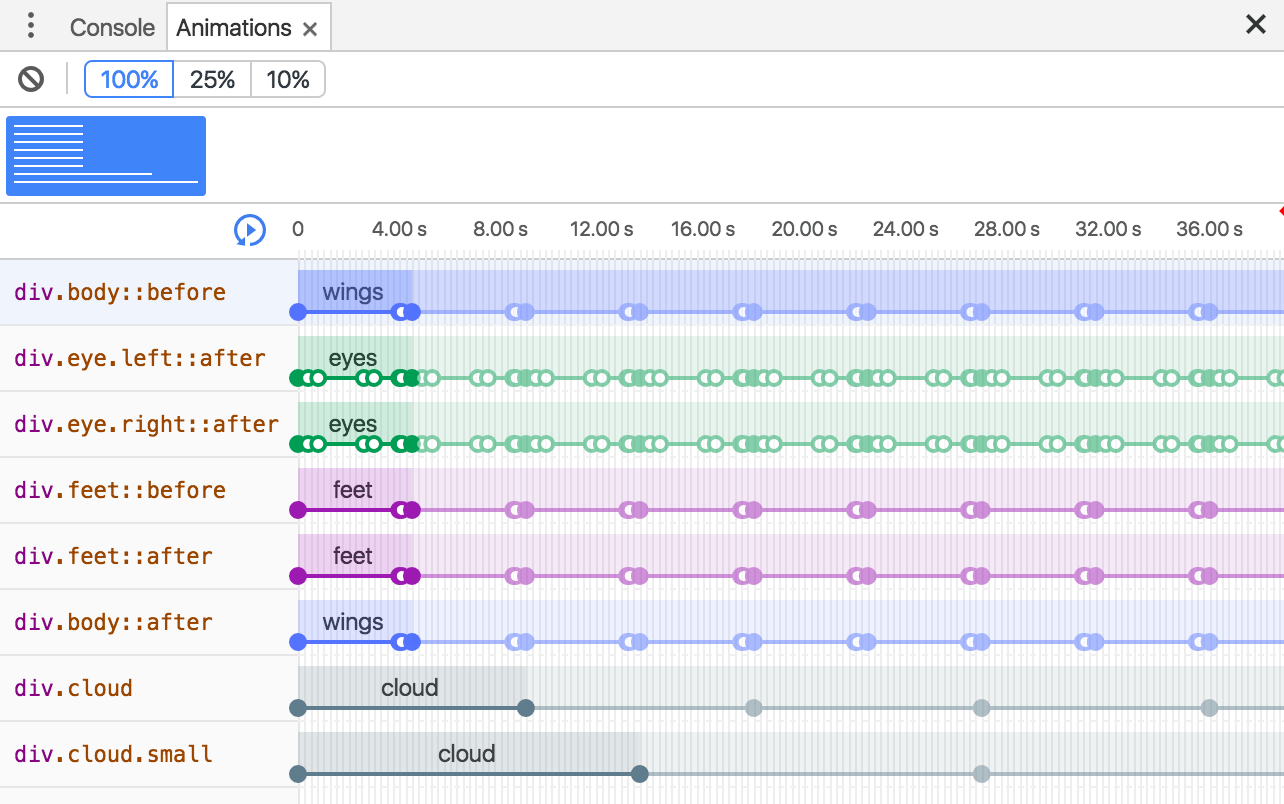 Console Animations
100% 25% 10%
0 4.00 s 8.00 s 12.00 s 16.00 s 20.00 s 24.00 s 28.00 s 32.00 s 36.00 s
div.body::before wings
div.eye.left::after eyes
div.eye.right::after eyes
div.feet::before feet
div.feet::after feet
div.body::after wings
div.cloud cloud
div.cloud.small cloud